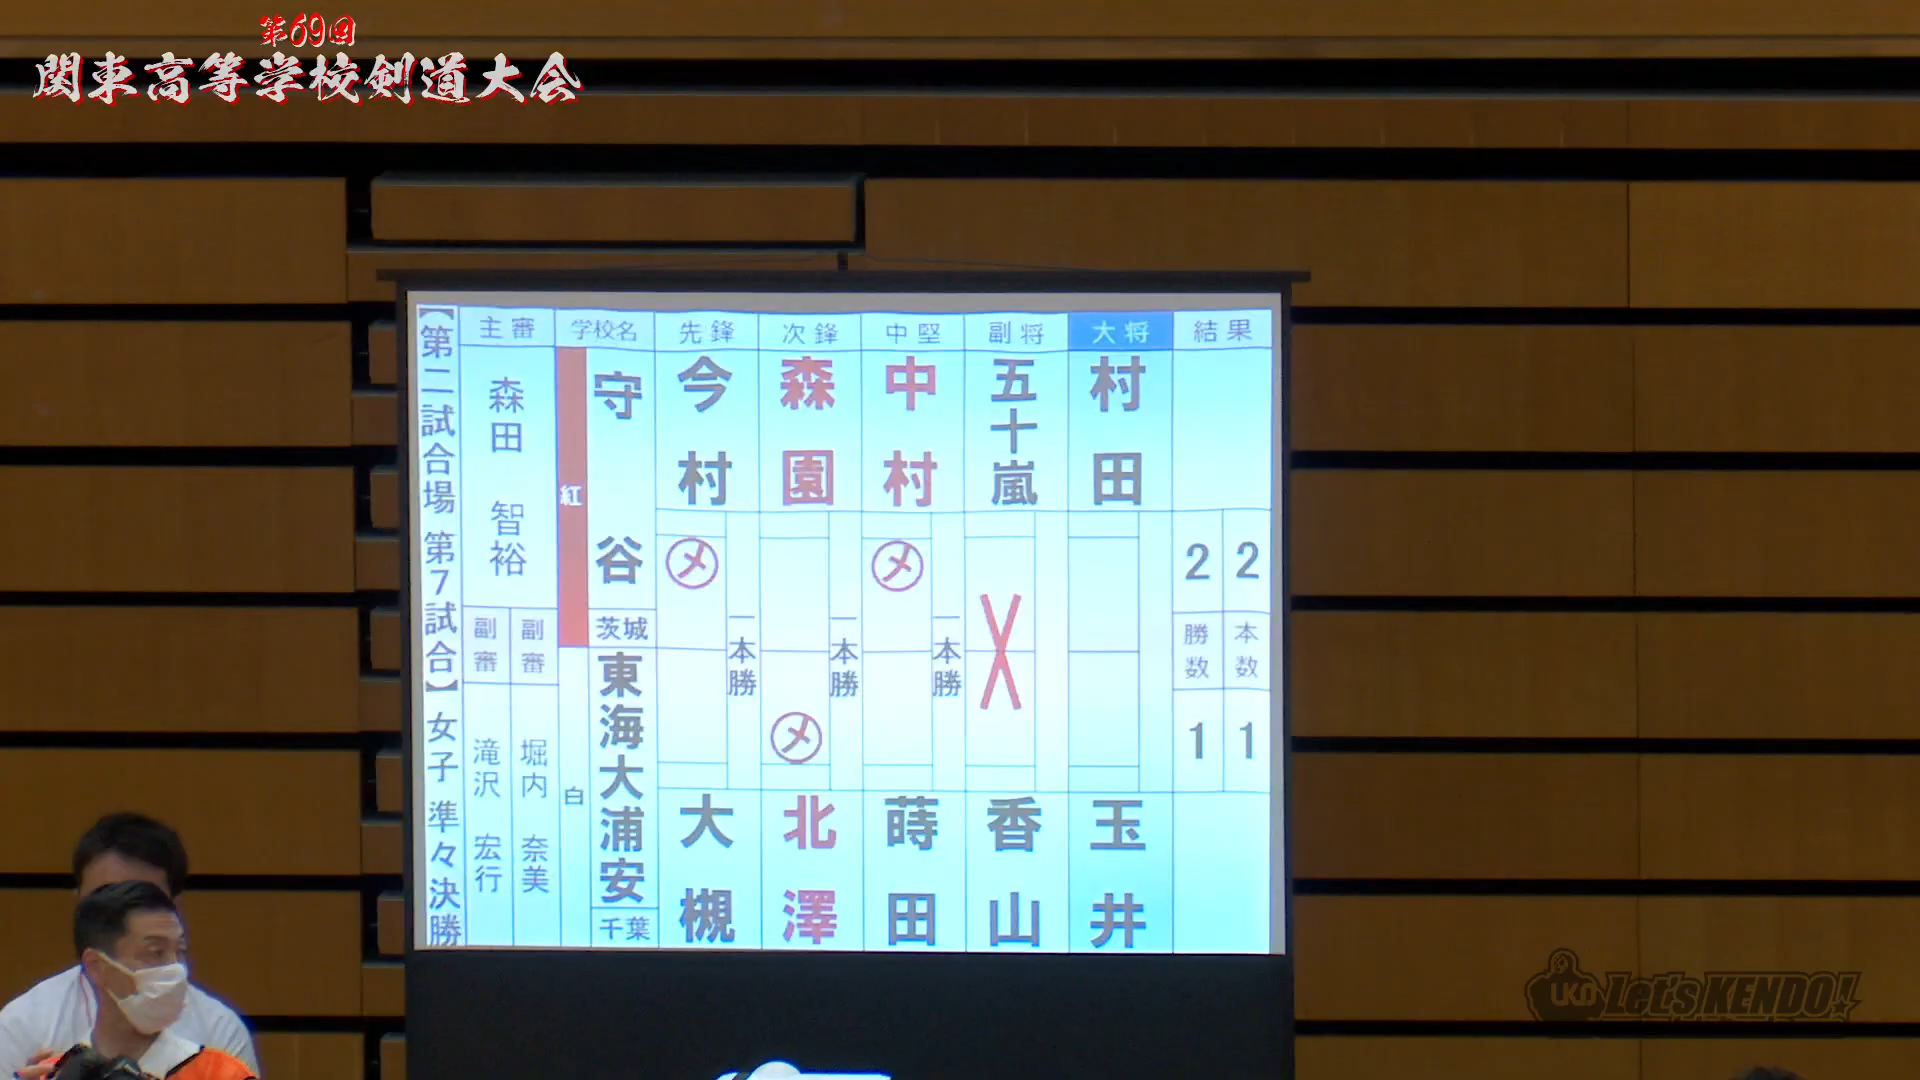 第69回
関東高等学校剣道大会
【第二試合場 第7試合】 女子 準々決勝
主審 学校名 先鋒 次鋒 中堅 副将 大将 結果
森田 智裕
副審 副審
滝沢 宏行
堀内 奈美
紅
守谷
茨城
今村
森園
中村
五十嵐
村田
メ メ
一本勝 一本勝 一本勝
メ
2 2
勝数 本数
1 1
白
東海大浦安
千葉
大槻
北澤
蒔田
香山
玉井
UKN Let's KENDO!